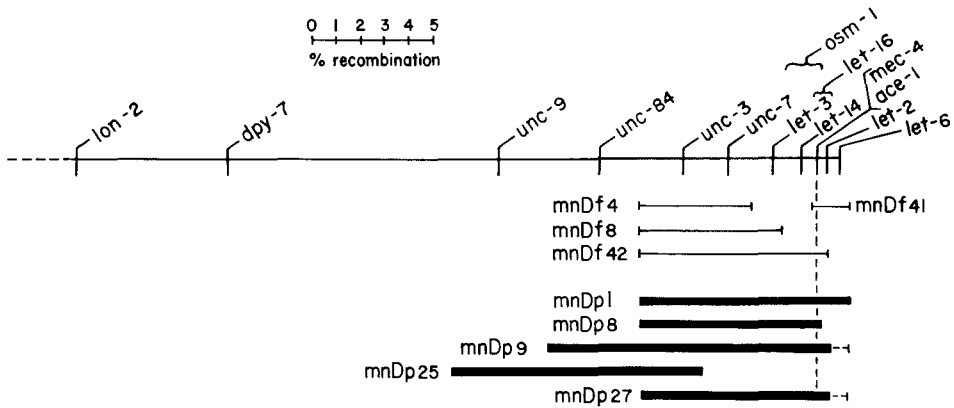 0 1 2 3 4 5
% recombination
lon-2
dpy-7
unc-9
unc-84
unc-3
unc-7
let-3
osm-1
let-14
let-16
mec-4
ace-1
let-2
let-6
mnDf4
mnDf41
mnDf8
mnDf42
mnDp1
mnDp8
mnDp9
mnDp25
mnDp27